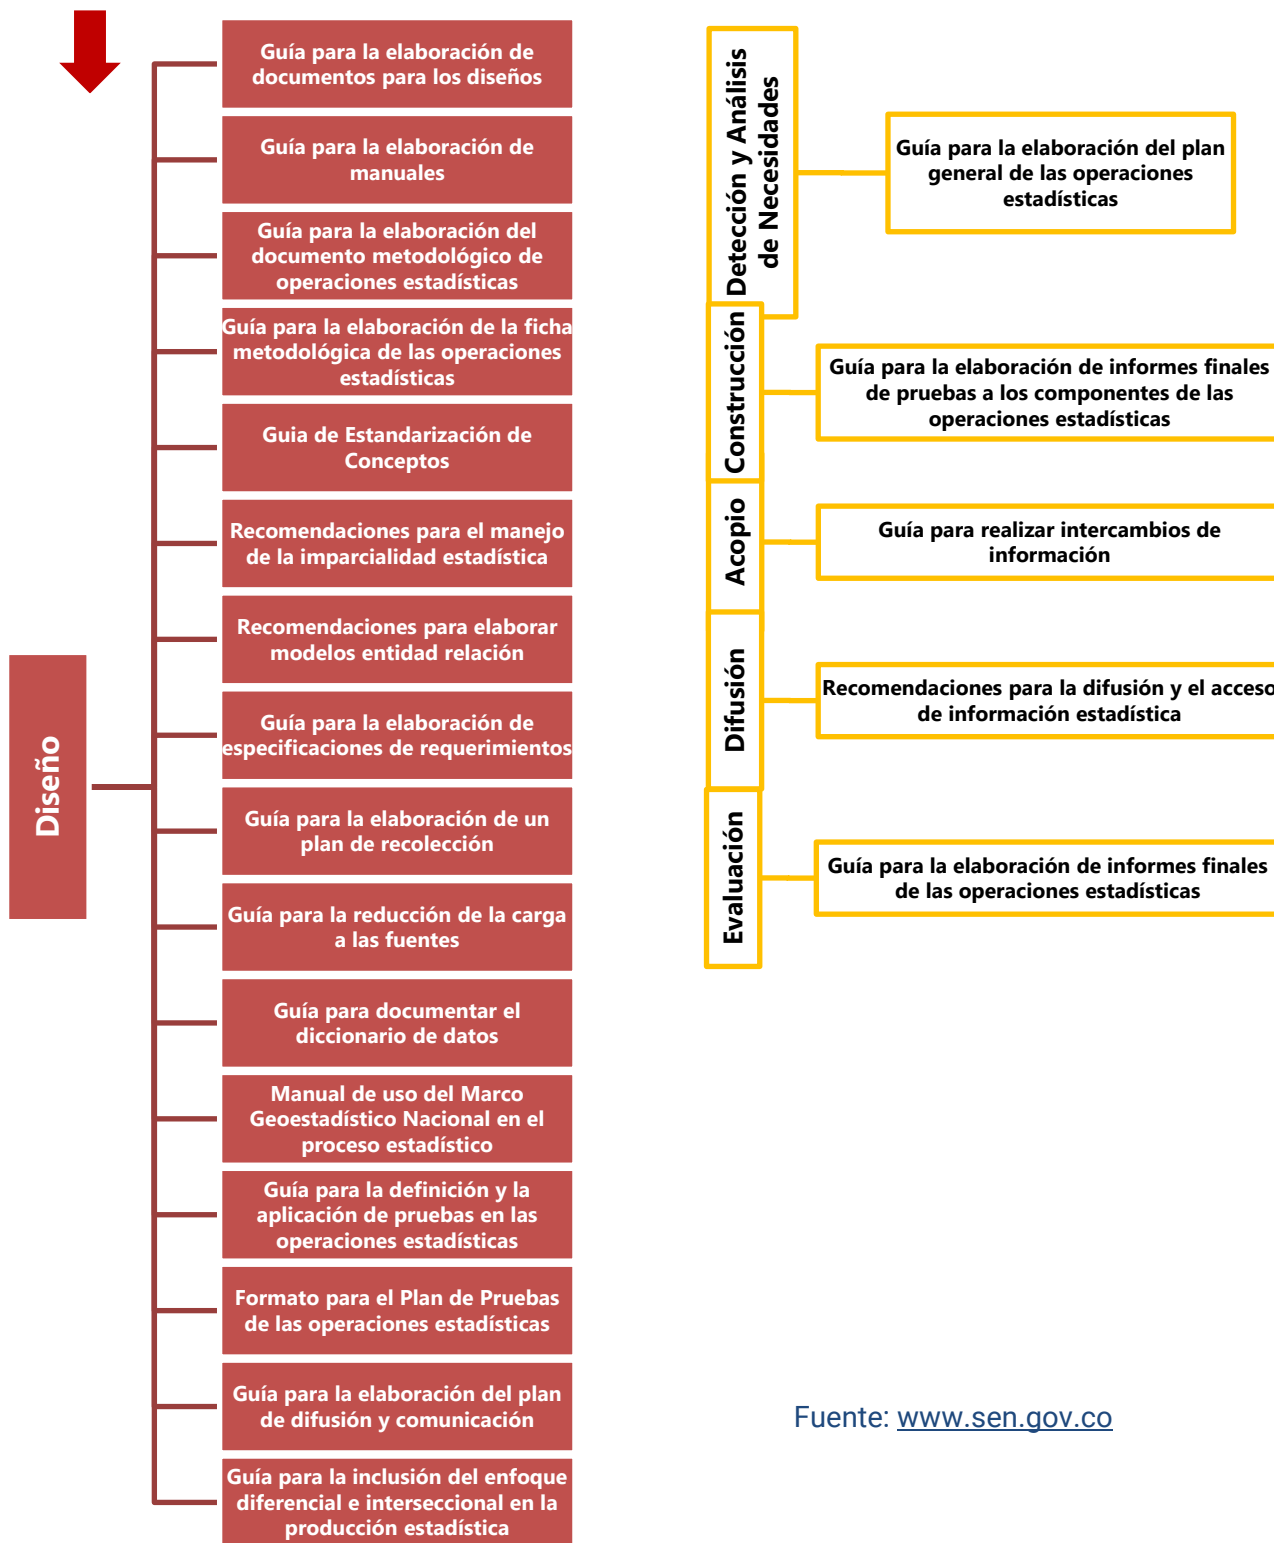 Diseño
Guía para la elaboración de
documentos para los diseños
Guía para la elaboración de
manuales
Guía para la elaboración del
documento metodológico de
operaciones estadísticas
Guía para la elaboración de la ficha
metodológica de las operaciones
estadísticas
Guia de Estandarización de
Conceptos
Recomendaciones para el manejo
de la imparcialidad estadística
Recomendaciones para elaborar
modelos entidad relación
Guía para la elaboración de
especificaciones de requerimientos
Guía para la elaboración de un
plan de recolección
Guía para la reducción de la carga
a las fuentes
Guía para documentar el
diccionario de datos
Manual de uso del Marco
Geoestadístico Nacional en el
proceso estadístico
Guía para la definición y la
aplicación de pruebas en las
operaciones estadísticas
Formato para el Plan de Pruebas
de las operaciones estadísticas
Guía para la elaboración del plan
de difusión y comunicación
Guía para la inclusión del enfoque
diferencial e interseccional en la
producción estadística
Detección y Análisis
de Necesidades
Guía para la elaboración del plan
general de las operaciones
estadísticas
Construcción
Guía para la elaboración de informes finales
de pruebas a los componentes de las
operaciones estadísticas
Acopio
Guía para realizar intercambios de
información
Difusión
Recomendaciones para la difusión y el acceso
de información estadística
Evaluación
Guía para la elaboración de informes finales
de las operaciones estadísticas
Fuente: www.sen.gov.co